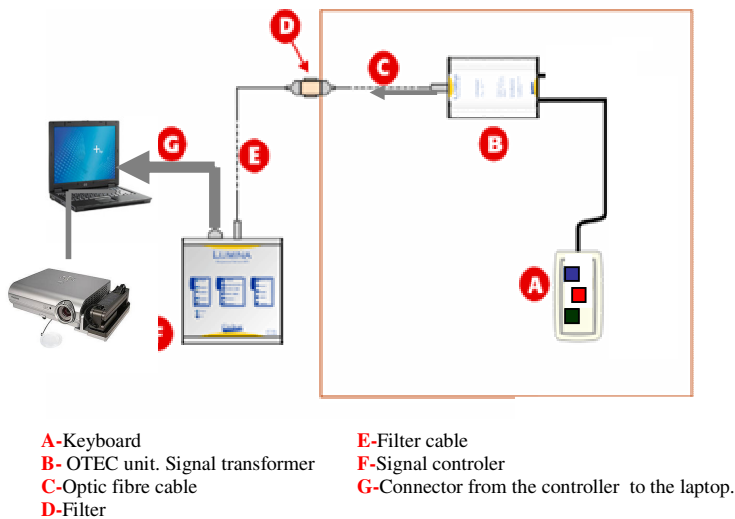 D
C
B
G
E
LUMINA
A
A-Keyboard
B- OTEC unit. Signal transformer
C-Optic fibre cable
D-Filter
E-Filter cable
F-Signal controler
G-Connector from the controller to the laptop.